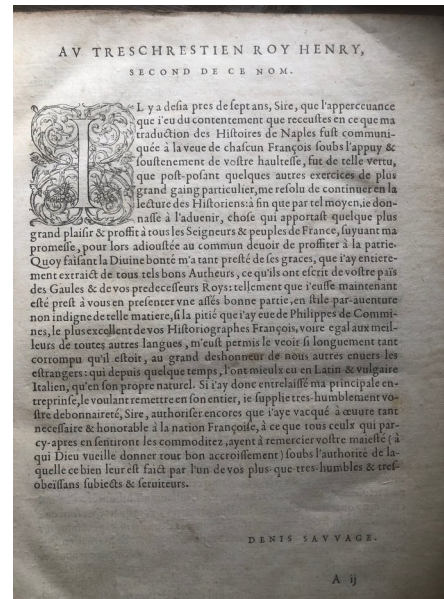 AV TRESCHRESTIEN ROY HENRY,
SECOND DE CE NOM.
IL y a desia pres de sept ans, Sire, que l'apperceuance
que i'eu du contentement que receustes en ce que ma
traduction des Histoires de Naples fust communi-
quée à la veue de chascun François soubs l'appuy &
soustenement de vostre haultesse, fut de telle vertu,
que post-posant quelques autres exercices de plus
grand gaing particulier, me resolu de continuer en la
lecture des Historiens: à fin que par tel moyen, ie don-
nasse à l'aduenir, chose qui apportast quelque plus
grand plaisir & proffit à tous les Seigneurs & peuples de France, suyuant ma
promesse, pour lors adioustée au commun deuoir de proffiter à la patrie.
Quoy faisant la Diuine bonté m'a tant presté de ses graces, que i'ay entiere-
ment extraict de tous tels bons Autheurs, ce qu'ils ont escrit de vostre païs
des Gaules & de vos predecesseurs Roys: tellement que i'eusse maintenant
esté prest à vous en presenter vne assés bonne partie, en stile par-auenture
non indigne de telle matiere, si la pitié que i'ay eue de Philippes de Commi-
nes, le plus excellent de vos Historiographes François, voire egal aux meil-
leurs de toutes autres langues, m'eust permis le veoir si longuement tant
corrompu qu'il estoit, au grand deshonneur de nous autres enuers les
estrangers: qui depuis quelque temps, l'ont mieulx eu en Latin & vulgaire
Italien, qu'en son propre naturel. Si i'ay donc entrelaissé ma principale en-
treprinse, le voulant remettre en son entier, ie supplie tres-humblement vo-
stre debonnaireté, Sire, authoriser encores que i'aye vacqué à œuure tant
necessaire & honorable à la nation Françoise, à ce que tous ceulx qui par-
cy-apres en sentiront les commoditez, ayent à remercier vostre maiesté (à
qui Dieu vueille donner tout bon accroissement) soubs l'authorité de la-
quelle ce bien leur est faict par l'un de vos plus-que-tres-humbles & tres-
obeïssans subiects & seruiteurs.
DENIS SAVVAGE.
A ij